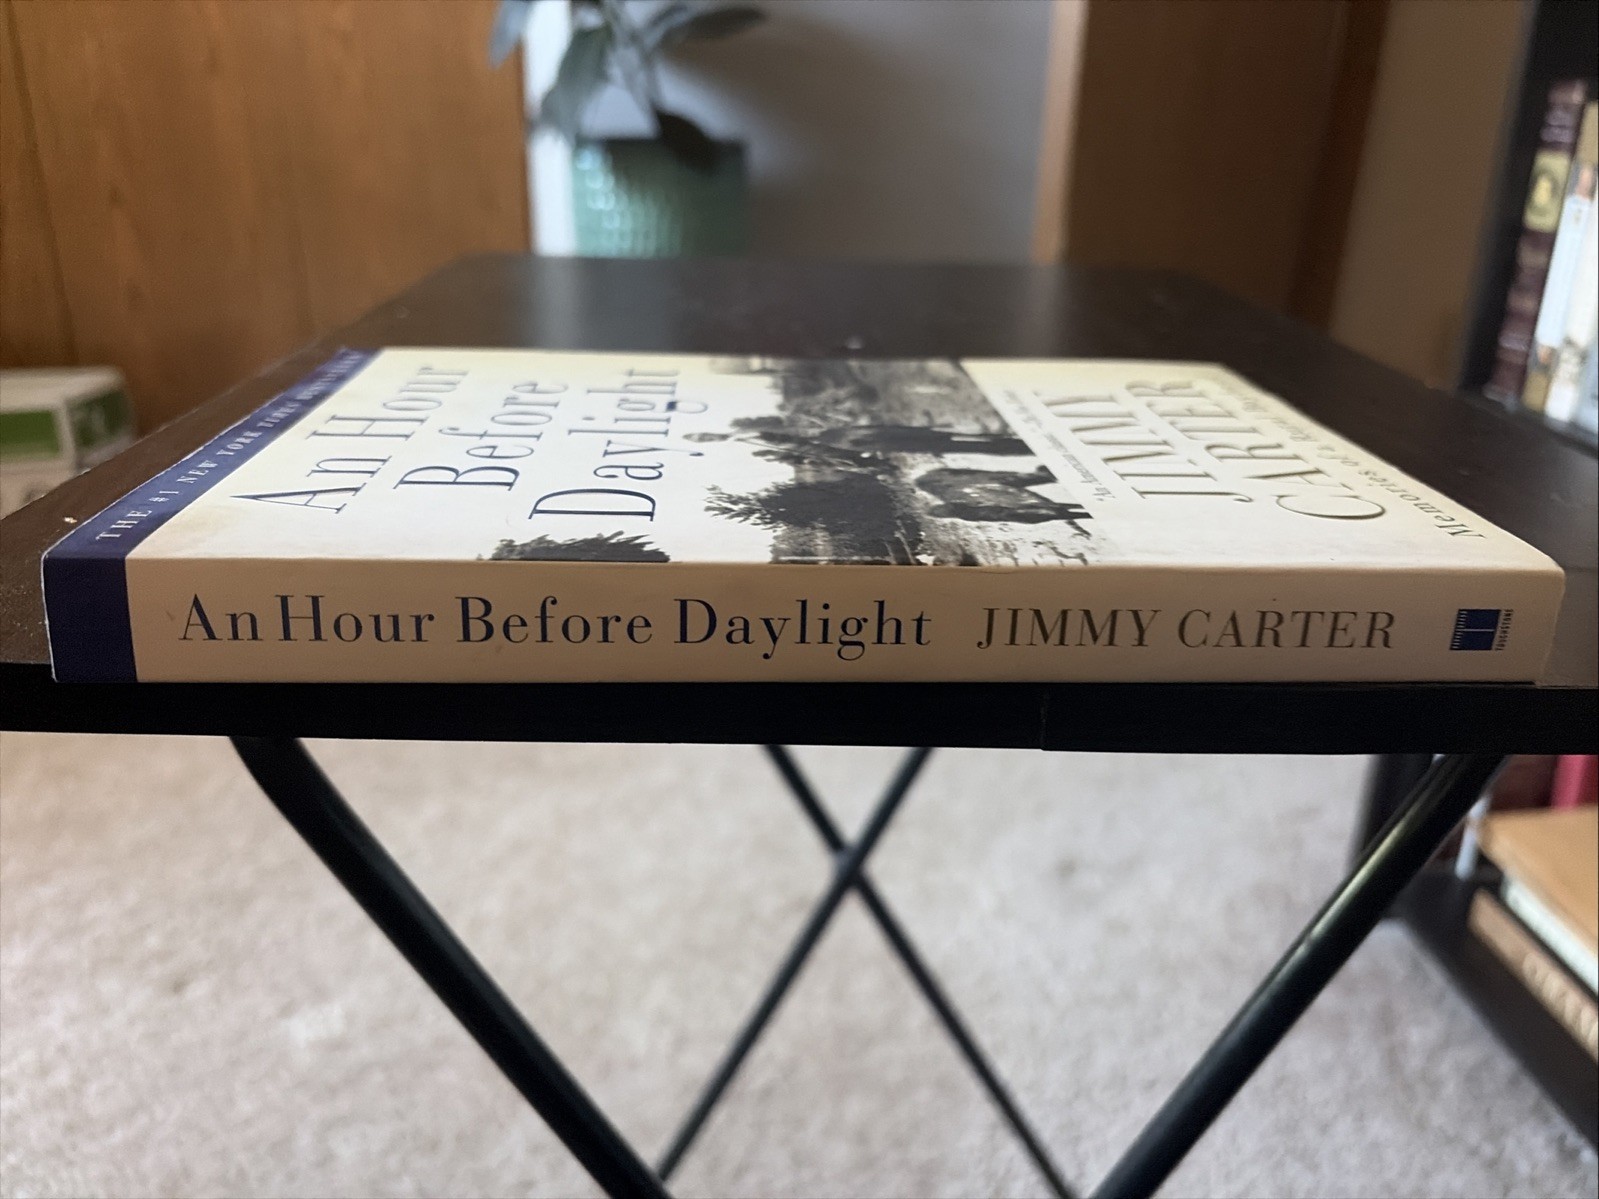 THE #1 NEW YORK TIMES BESTSELLER
An Hour
Before
Daylight
JIMMY
CARTER
Memories of a Rural Boyhood
An Hour Before Daylight JIMMY CARTER
TOUCHSTONE